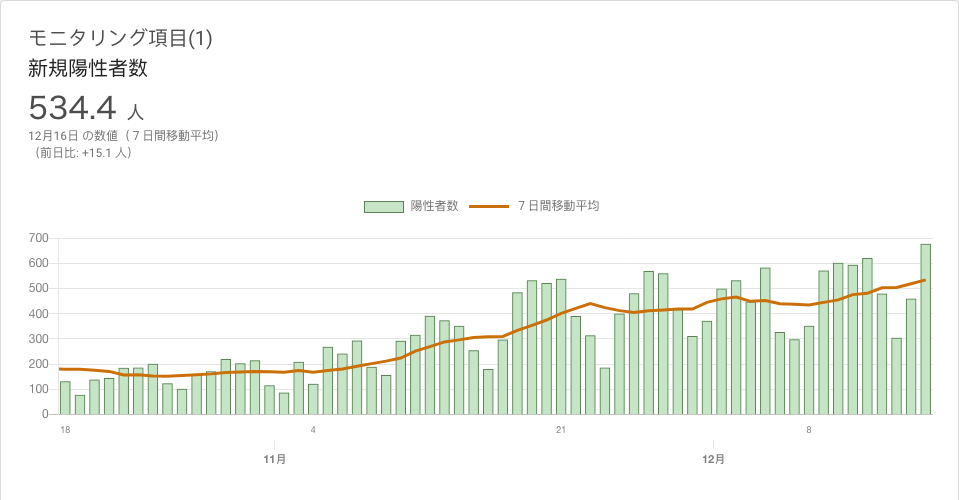 モニタリング項目(1)
新規陽性者数
534.4 人
12月16日 の数値（７日間移動平均）
（前日比: +15.1 人）
陽性者数 ７日間移動平均
700
600
500
400
300
200
100
0
18 4 21 8
11月 12月